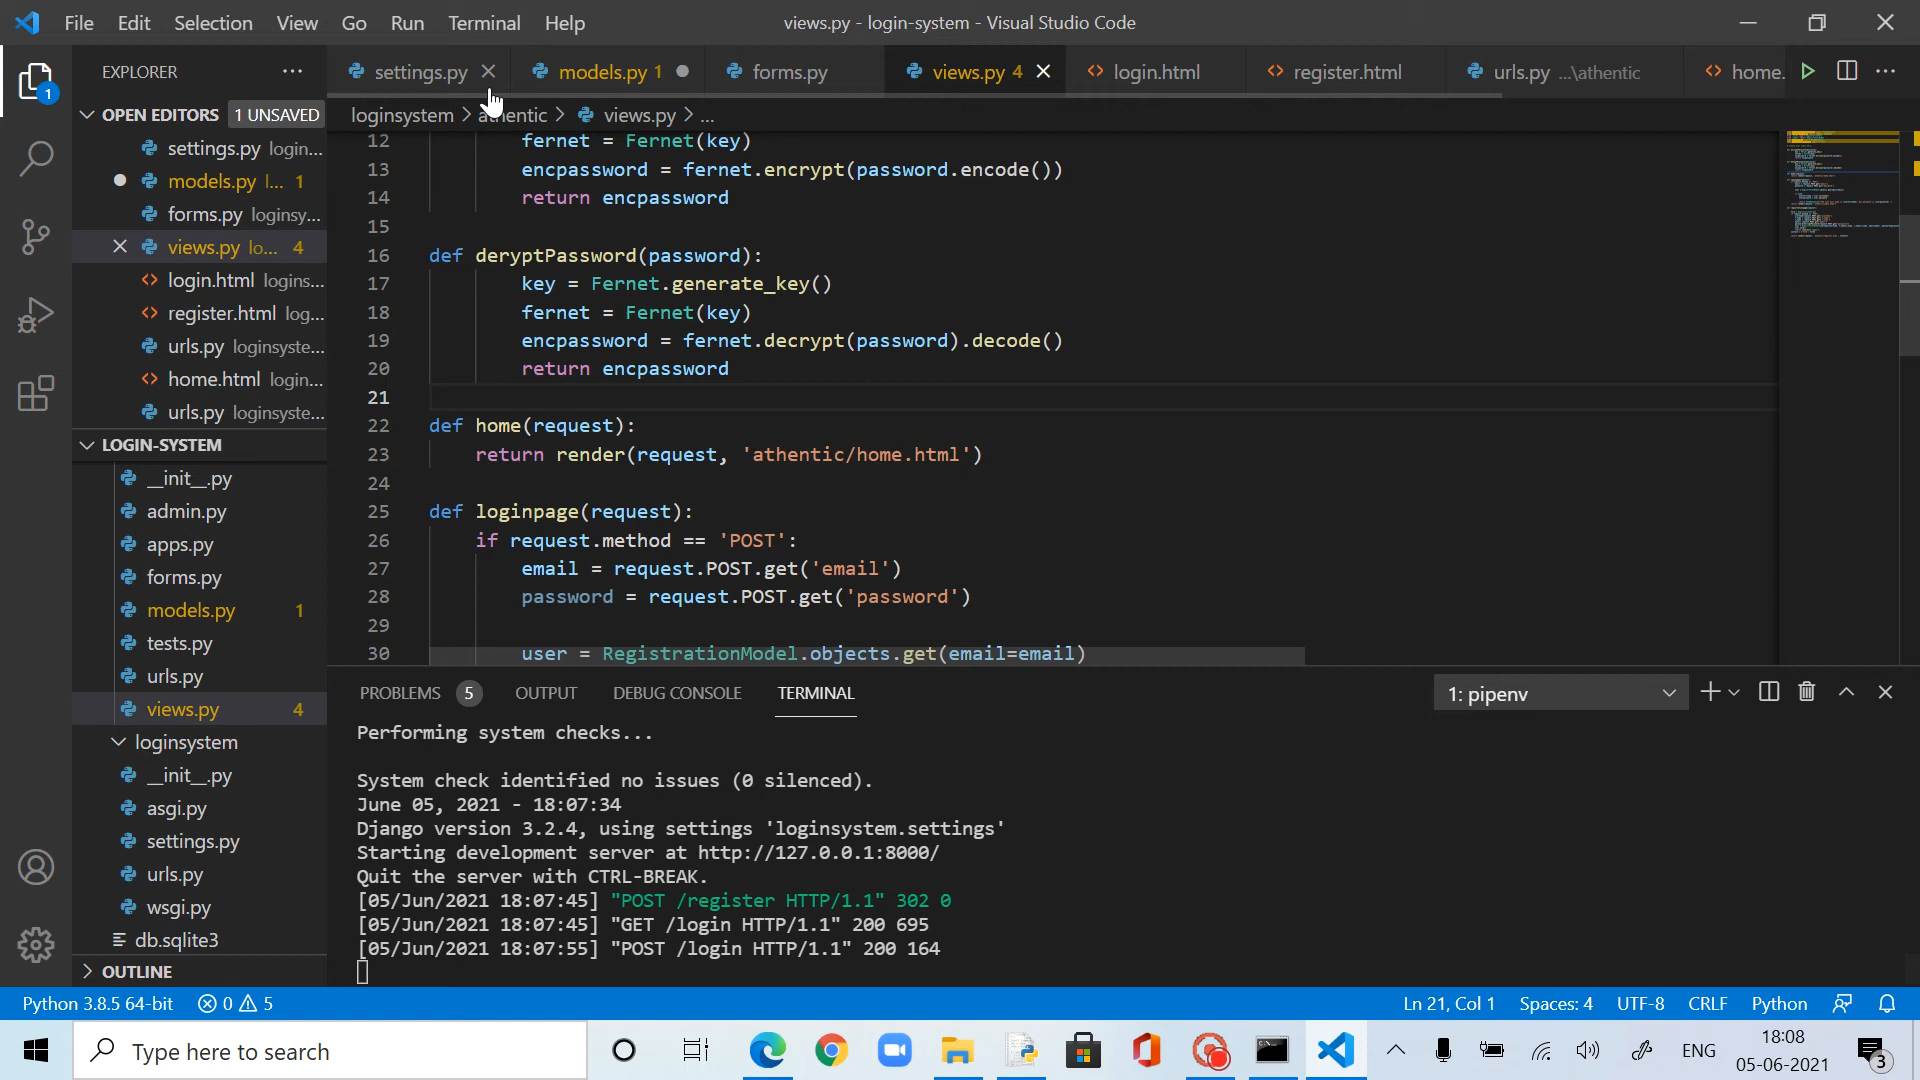 File Edit Selection View Go Run Terminal Help
views.py - login-system - Visual Studio Code
EXPLORER
settings.py
models.py 1
forms.py
views.py 4
login.html
register.html
urls.py ...\athentic
home.
OPEN EDITORS 1 UNSAVED
loginsystem > athentic > views.py > ...
settings.py login...
models.py l... 1
forms.py loginsy...
views.py lo... 4
login.html logins...
register.html log...
urls.py loginsyste...
home.html login...
urls.py loginsyste...
LOGIN-SYSTEM
__init__.py
admin.py
apps.py
forms.py
models.py 1
tests.py
urls.py
views.py 4
loginsystem
__init__.py
asgi.py
settings.py
urls.py
wsgi.py
db.sqlite3
OUTLINE
1
12 fernet = Fernet(key)
13 encpassword = fernet.encrypt(password.encode())
14 return encpassword
15
16 def deryptPassword(password):
17 key = Fernet.generate_key()
18 fernet = Fernet(key)
19 encpassword = fernet.decrypt(password).decode()
20 return encpassword
21
22 def home(request):
23 return render(request, 'athentic/home.html')
24
25 def loginpage(request):
26 if request.method == 'POST':
27 email = request.POST.get('email')
28 password = request.POST.get('password')
29
30 user = RegistrationModel.objects.get(email=email)
PROBLEMS 5 OUTPUT DEBUG CONSOLE TERMINAL
1: pipenv
Performing system checks...
System check identified no issues (0 silenced).
June 05, 2021 - 18:07:34
Django version 3.2.4, using settings 'loginsystem.settings'
Starting development server at http://127.0.0.1:8000/
Quit the server with CTRL-BREAK.
[05/Jun/2021 18:07:45] "POST /register HTTP/1.1" 302 0
[05/Jun/2021 18:07:45] "GET /login HTTP/1.1" 200 695
[05/Jun/2021 18:07:55] "POST /login HTTP/1.1" 200 164
Python 3.8.5 64-bit 0 5
Ln 21, Col 1 Spaces: 4 UTF-8 CRLF Python
Type here to search
ENG
18:08
05-06-2021
3